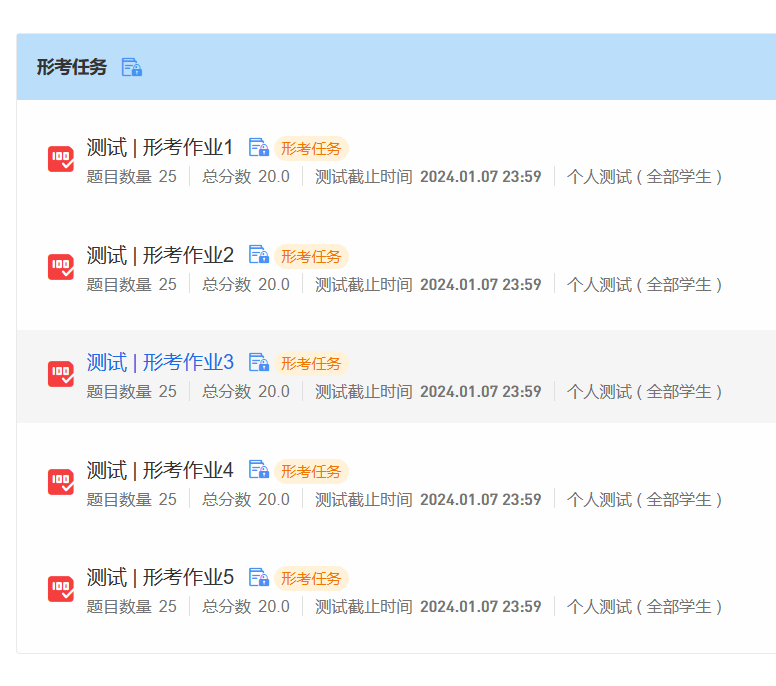 形考任务
测试 | 形考作业1 形考任务
题目数量 25 总分数 20.0 测试截止时间 2024.01.07 23:59 个人测试 ( 全部学生 )
测试 | 形考作业2 形考任务
题目数量 25 总分数 20.0 测试截止时间 2024.01.07 23:59 个人测试 ( 全部学生 )
测试 | 形考作业3 形考任务
题目数量 25 总分数 20.0 测试截止时间 2024.01.07 23:59 个人测试 ( 全部学生 )
测试 | 形考作业4 形考任务
题目数量 25 总分数 20.0 测试截止时间 2024.01.07 23:59 个人测试 ( 全部学生 )
测试 | 形考作业5 形考任务
题目数量 25 总分数 20.0 测试截止时间 2024.01.07 23:59 个人测试 ( 全部学生 )